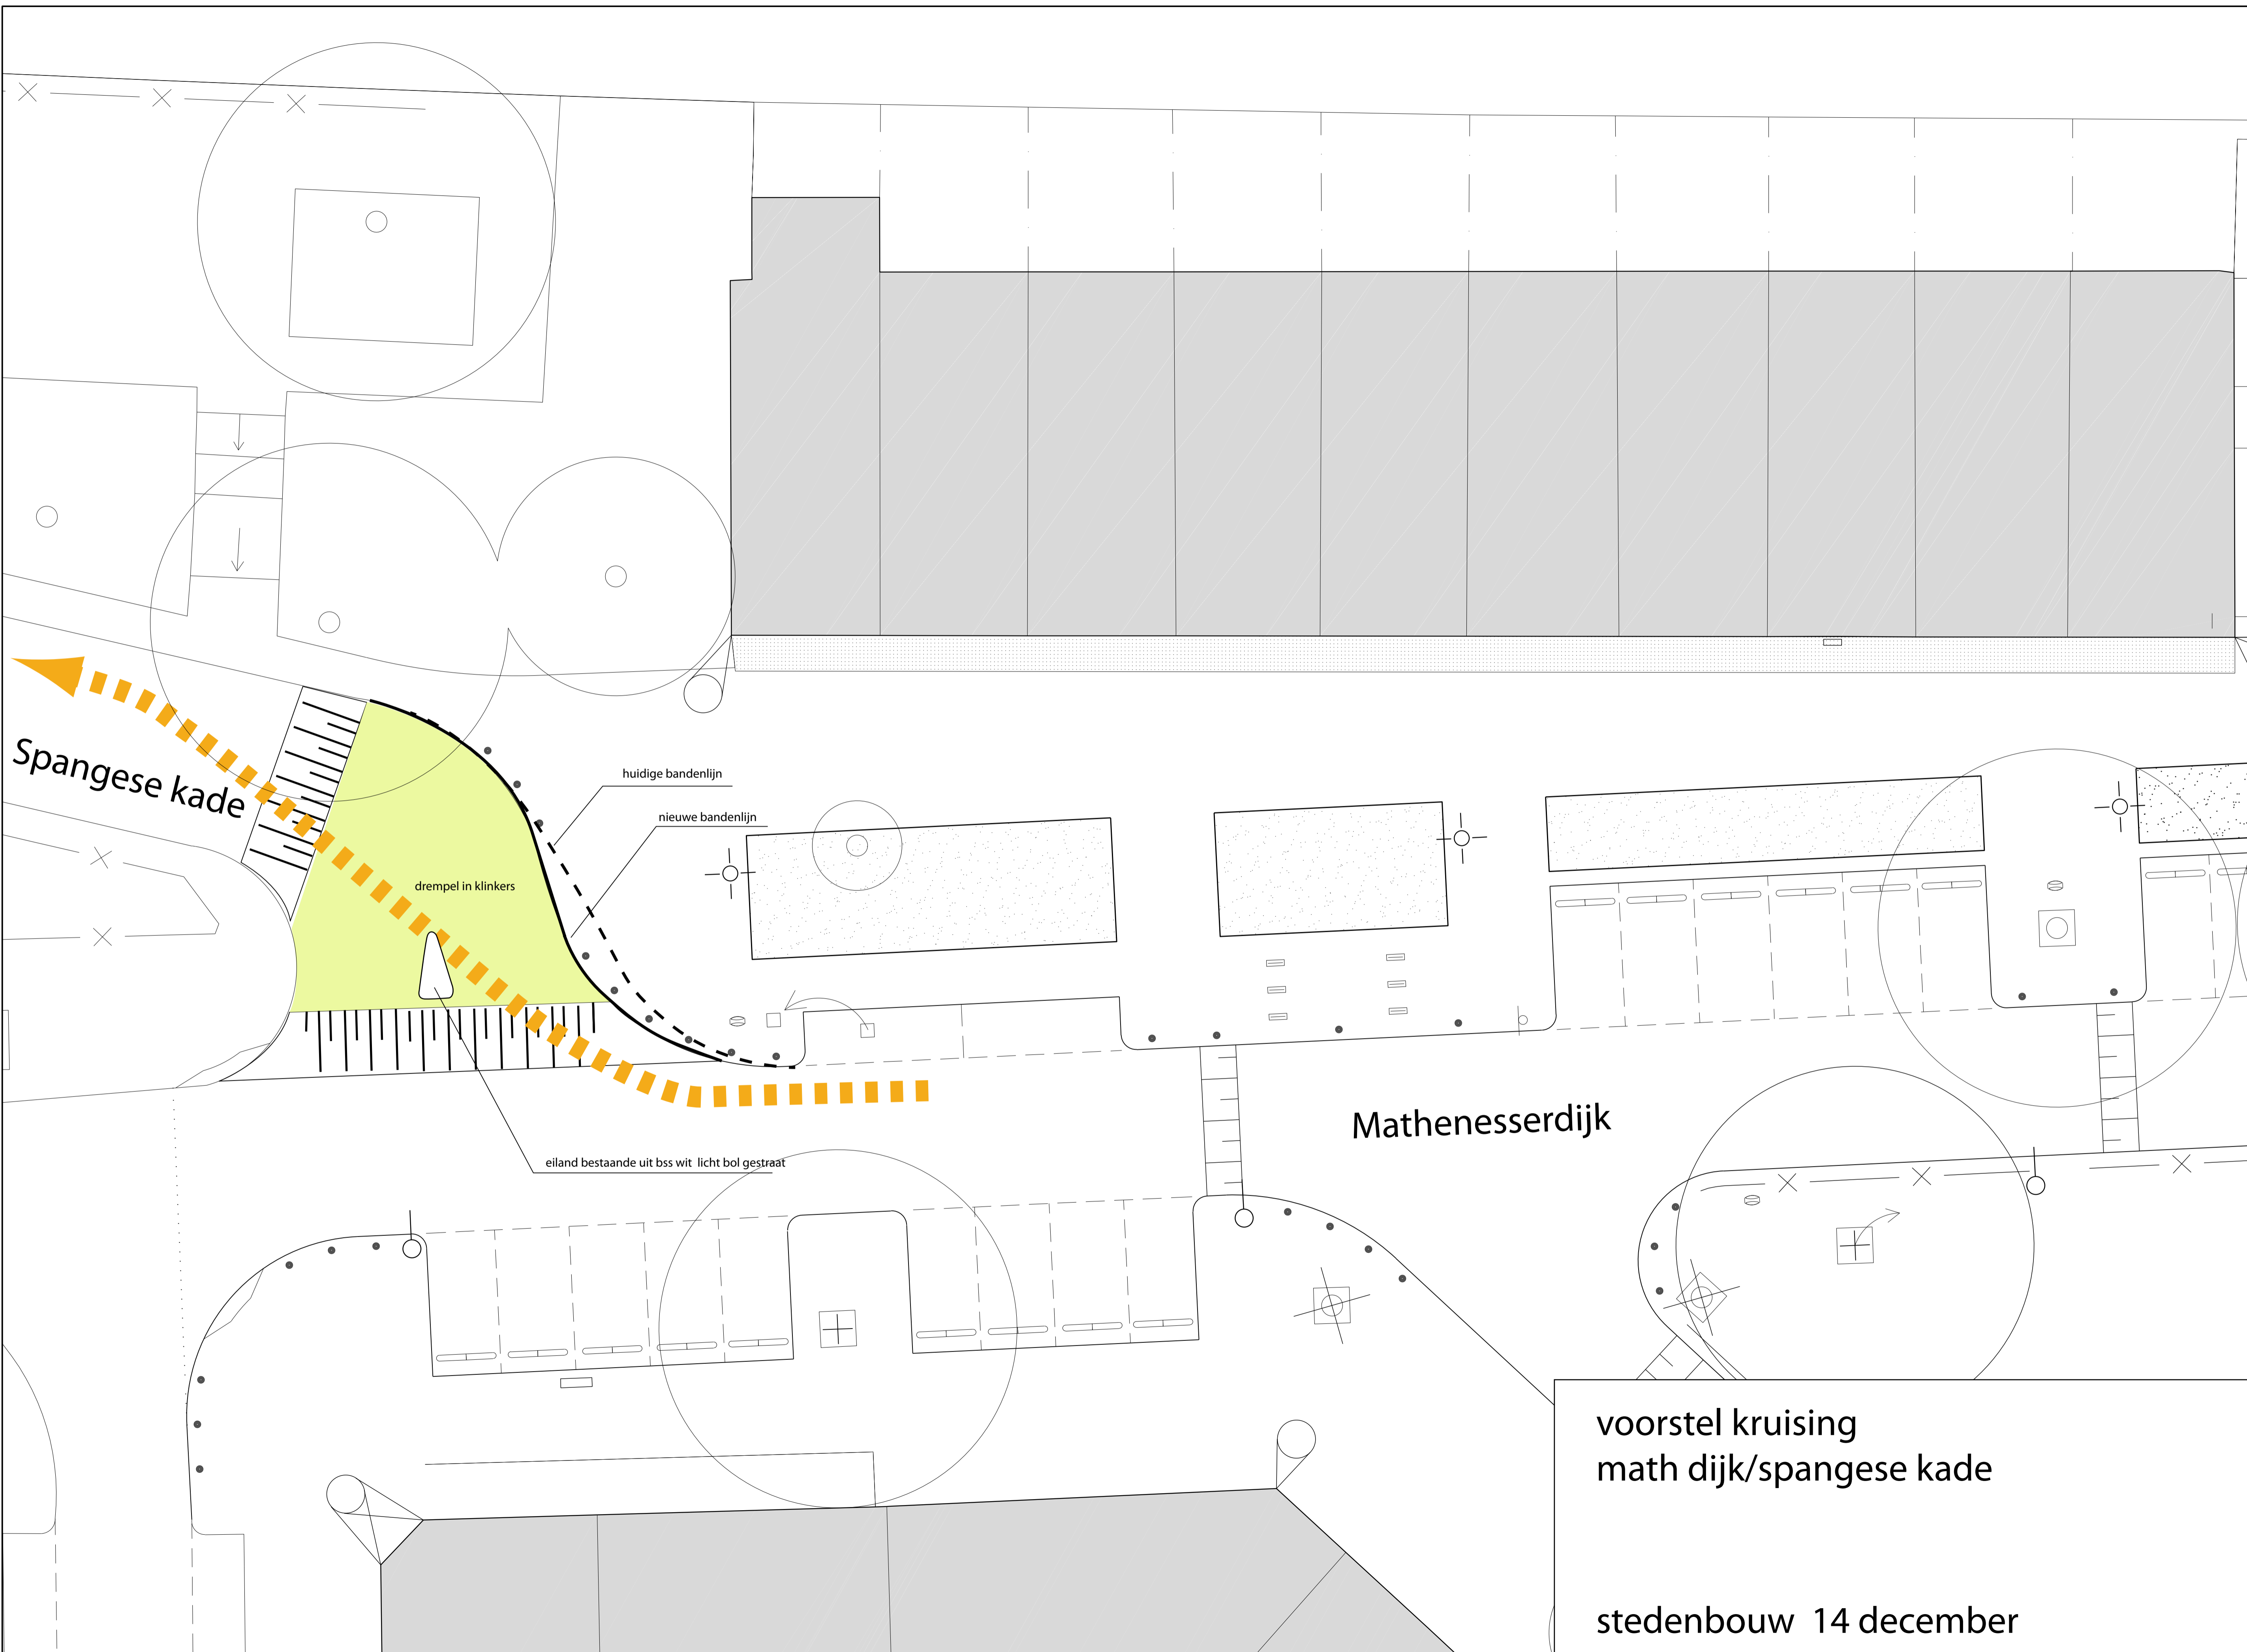 huidige bandenlijn
nieuwe bandenlijn
Spangese kade
drempel in klinkers
Mathenesserdijk
eiland bestaande uit bss wit licht bol gestraat
voorstel kruising
math dijk/spangese kade
stedenbouw 14 december